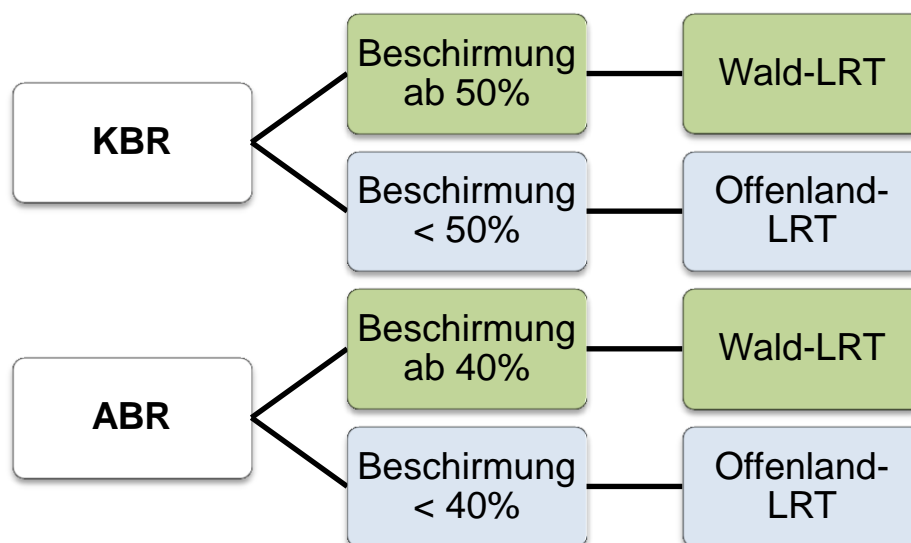 Beschirmung
ab 50%
Wald-LRT
KBR
Beschirmung
< 50%
Offenland-
LRT
Beschirmung
ab 40%
Wald-LRT
ABR
Beschirmung
< 40%
Offenland-
LRT